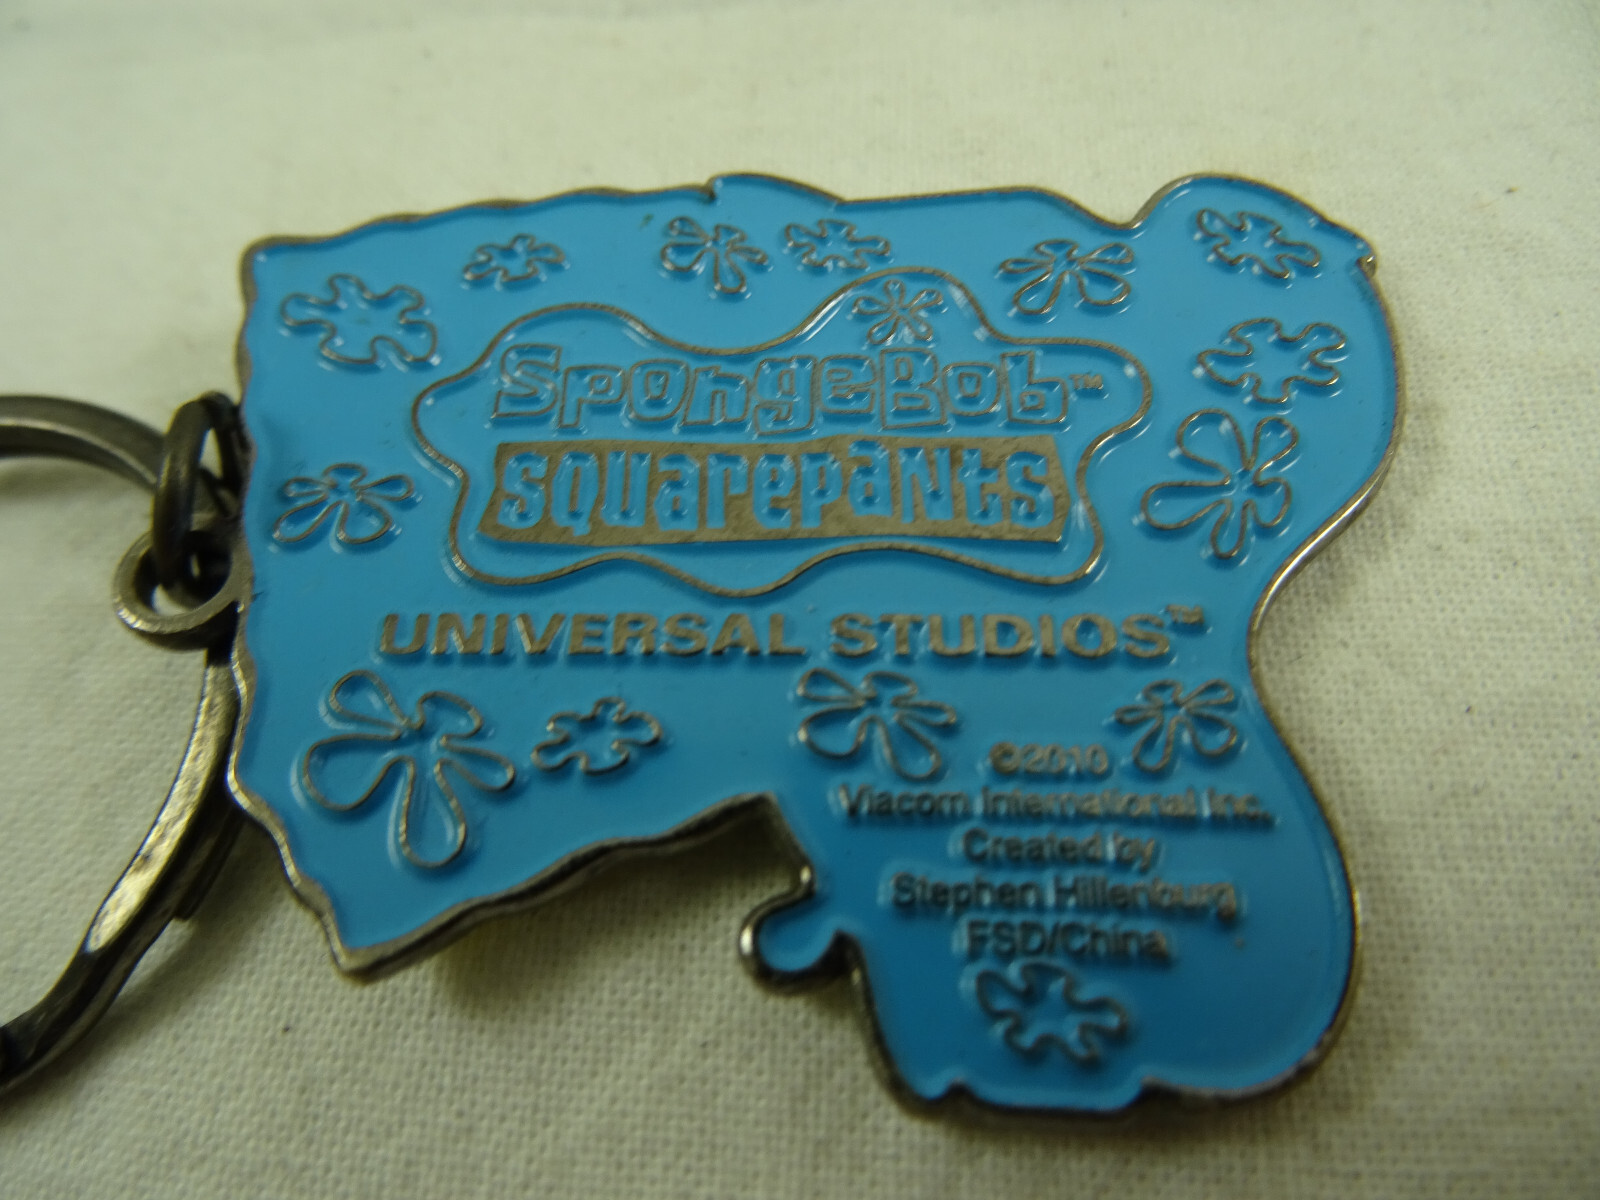 SpongeBob™
SQUarepaNts
UNIVERSAL STUDIOS™
©2010
Viacom International Inc.
Created by
Stephen Hillenburg
FSD/China